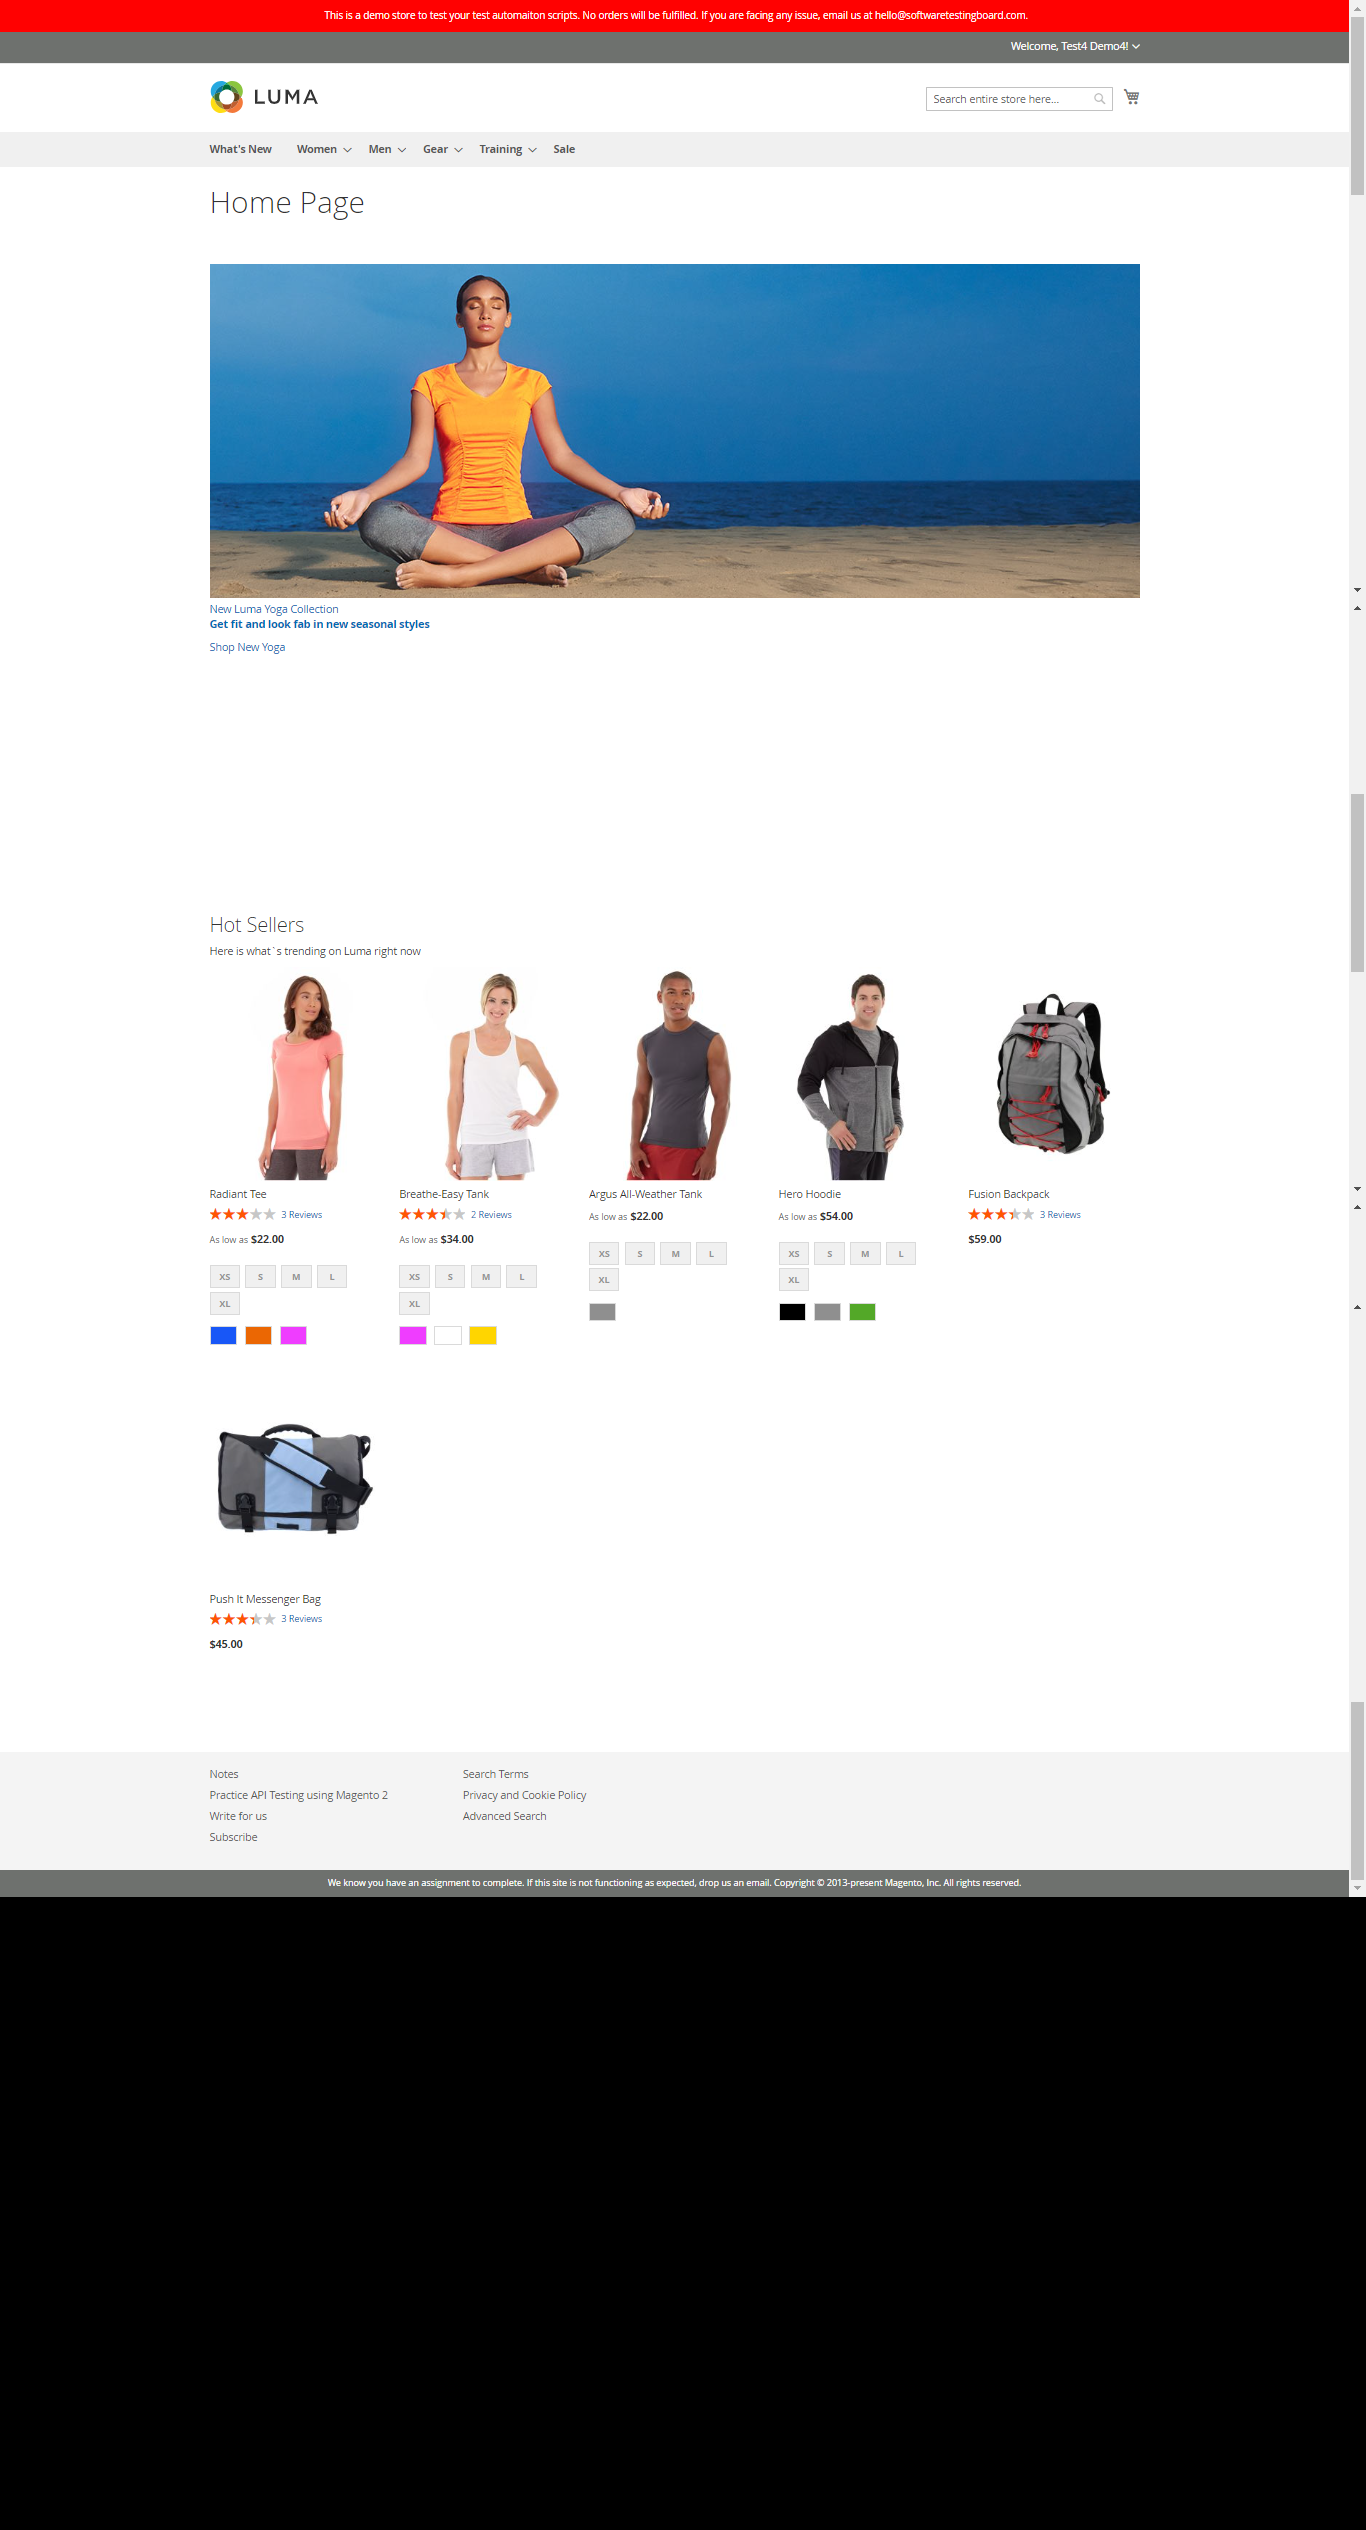 This is a demo store to test your test automaiton scripts. No orders will be fulfilled. If you are facing any issue, email us at hello@softwaretestingboard.com.
Welcome, Test4 Demo4!
LUMA
Search entire store here...
What's New Women Men Gear Training Sale
Home Page
New Luma Yoga Collection
Get fit and look fab in new seasonal styles
Shop New Yoga
Hot Sellers
Here is what`s trending on Luma right now
Radiant Tee
3 Reviews
As low as $22.00
XS S M L
XL
Breathe-Easy Tank
2 Reviews
As low as $34.00
XS S M L
XL
Argus All-Weather Tank
As low as $22.00
XS S M L
XL
Hero Hoodie
As low as $54.00
XS S M L
XL
Fusion Backpack
3 Reviews
$59.00
Push It Messenger Bag
3 Reviews
$45.00
Notes
Practice API Testing using Magento 2
Write for us
Subscribe
Search Terms
Privacy and Cookie Policy
Advanced Search
We know you have an assignment to complete. If this site is not functioning as expected, drop us an email. Copyright © 2013-present Magento, Inc. All rights reserved.